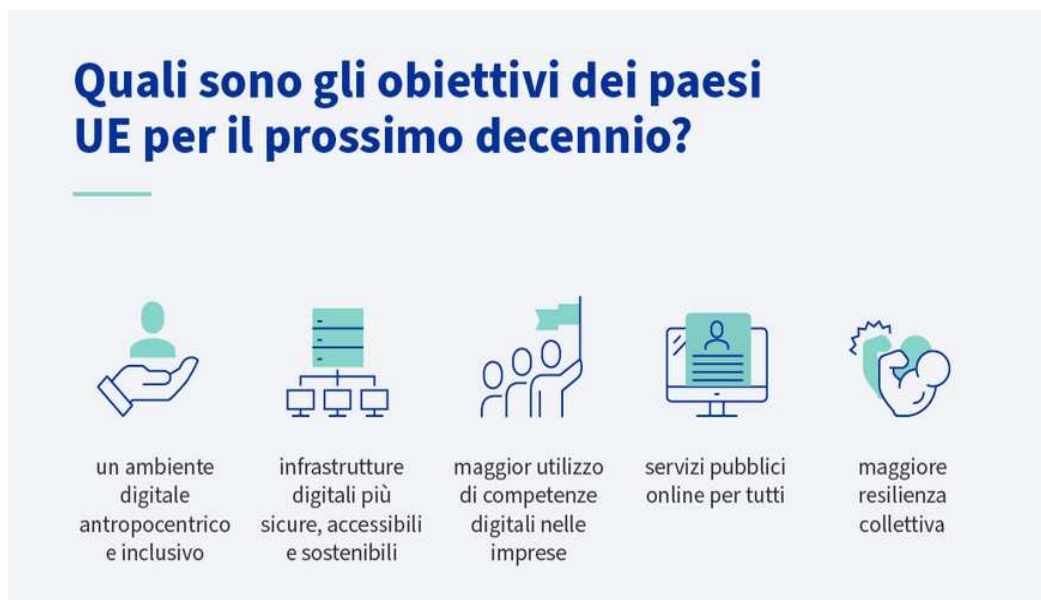 Quali sono gli obiettivi dei paesi
UE per il prossimo decennio?
un ambiente
digitale
antropocentrico
e inclusivo
infrastrutture
digitali più
sicure, accessibili
e sostenibili
maggior utilizzo
di competenze
digitali nelle
imprese
servizi pubblici
online per tutti
maggiore
resilienza
collettiva